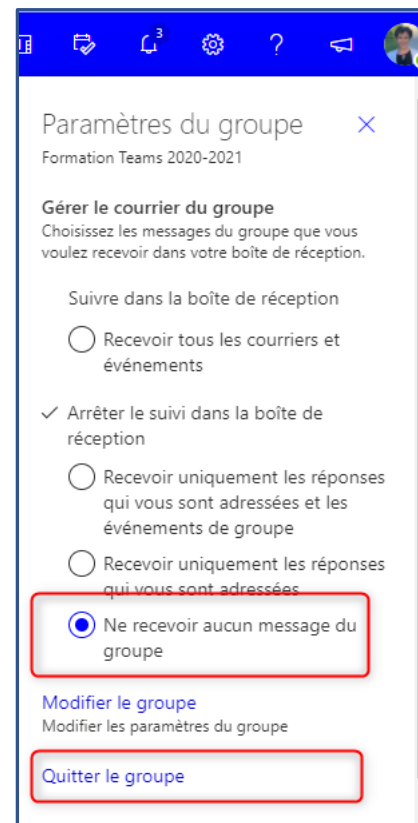 3
?
Paramètres du groupe
Formation Teams 2020-2021
Gérer le courrier du groupe
Choisissez les messages du groupe que vous
voulez recevoir dans votre boîte de réception.
Suivre dans la boîte de réception
Recevoir tous les courriers et
événements
Arrêter le suivi dans la boîte de
réception
Recevoir uniquement les réponses
qui vous sont adressées et les
événements de groupe
Recevoir uniquement les réponses
qui vous sont adressées
Ne recevoir aucun message du
groupe
Modifier le groupe
Modifier les paramètres du groupe
Quitter le groupe